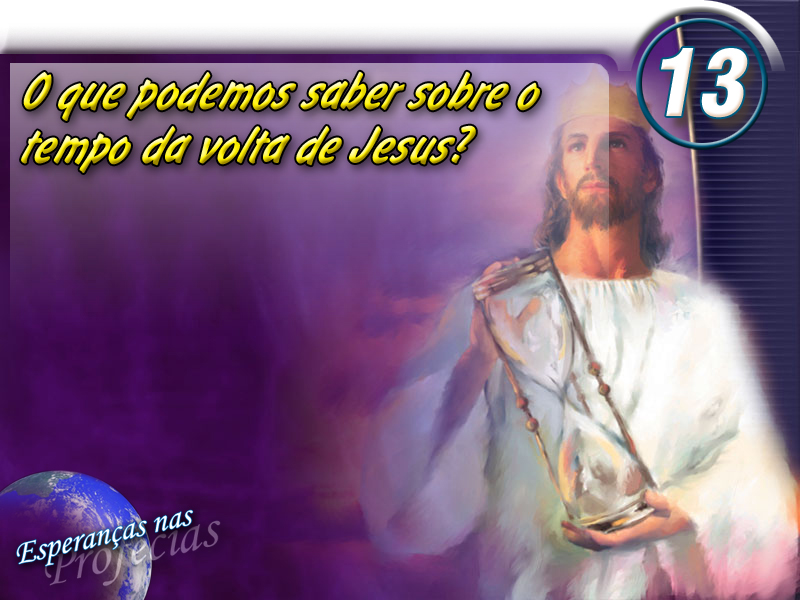 13
O que podemos saber sobre o
tempo da volta de Jesus?
Esperanças nas
Profecias